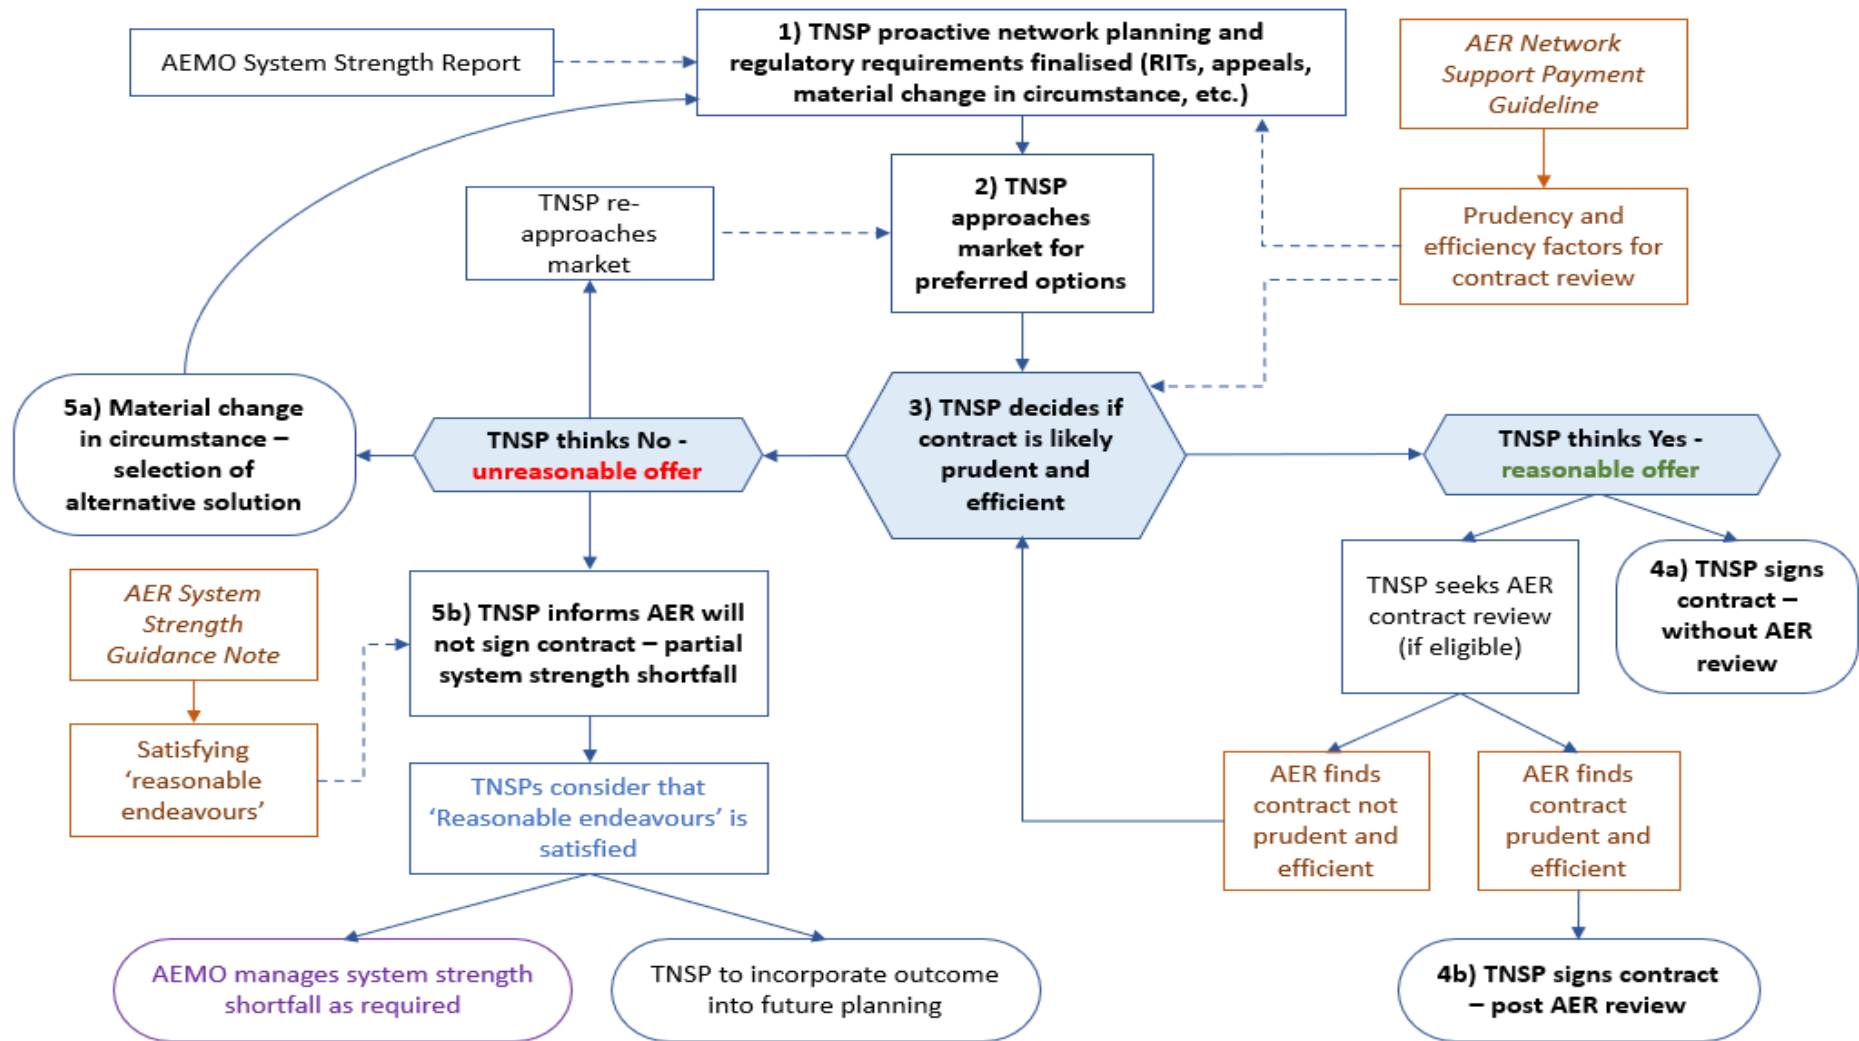 AEMO System Strength Report
1) TNSP proactive network planning and
regulatory requirements finalised (RITs, appeals,
material change in circumstance, etc.)
AER Network
Support Payment
Guideline
TNSP re-
approaches
market
2) TNSP
approaches
market for
preferred options
Prudency and
efficiency factors for
contract review
5a) Material change
in circumstance –
selection of
alternative solution
TNSP thinks No -
unreasonable offer
3) TNSP decides if
contract is likely
prudent and
efficient
TNSP thinks Yes -
reasonable offer
AER System
Strength
Guidance Note
5b) TNSP informs AER will
not sign contract – partial
system strength shortfall
TNSP seeks AER
contract review
(if eligible)
4a) TNSP signs
contract –
without AER
review
Satisfying
‘reasonable
endeavours’
TNSPs consider that
‘Reasonable endeavours’ is
satisfied
AER finds
contract not
prudent and
efficient
AER finds
contract
prudent and
efficient
AEMO manages system strength
shortfall as required
TNSP to incorporate outcome
into future planning
4b) TNSP signs contract
– post AER review